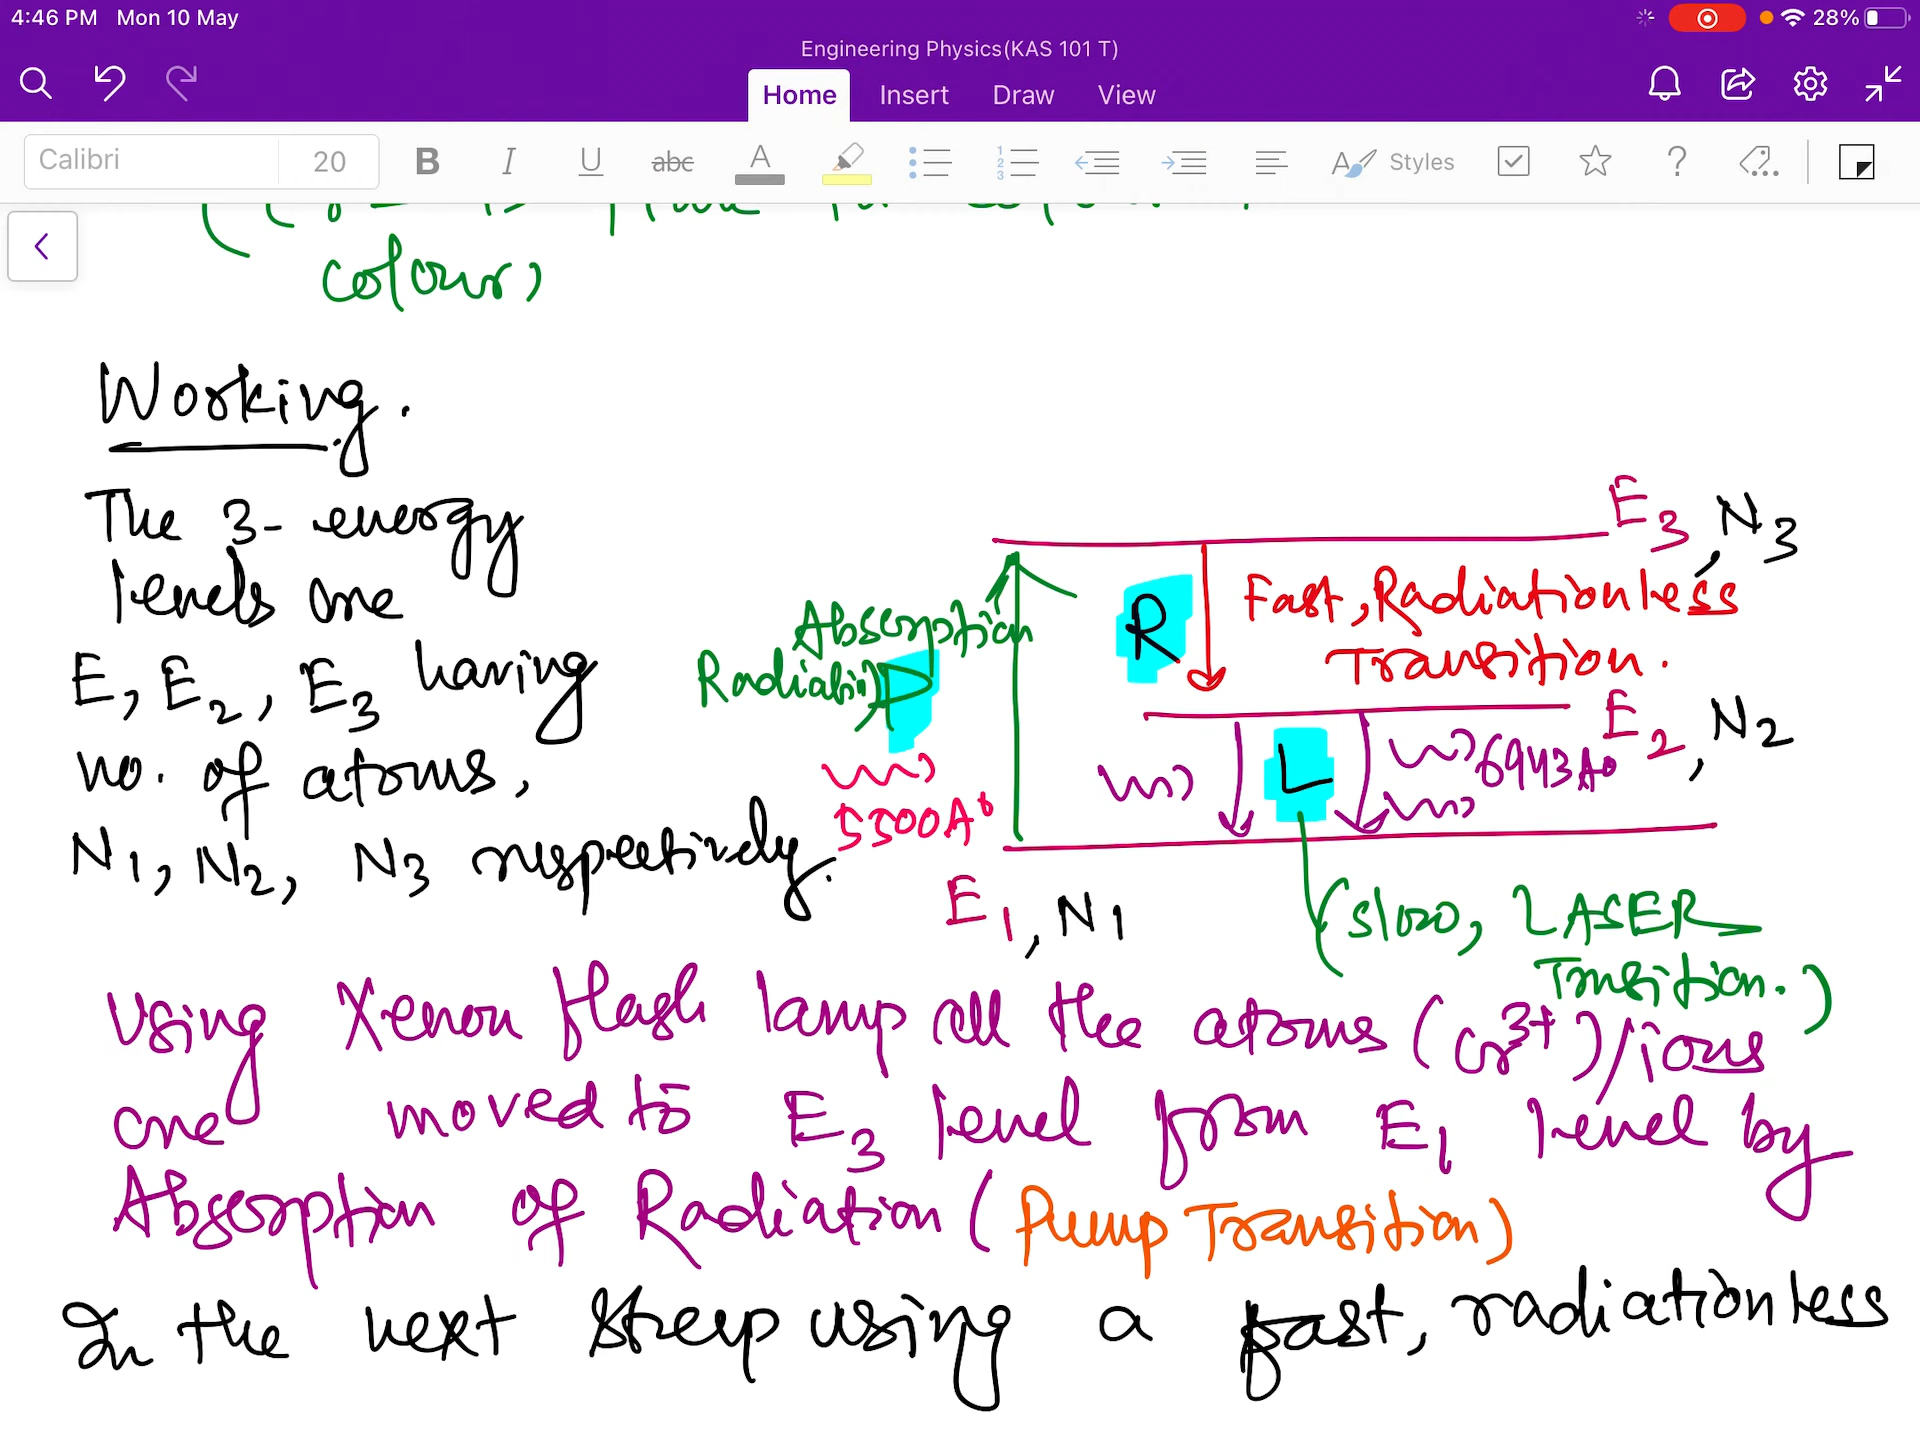 4:46 PM Mon 10 May
28%
Engineering Physics(KAS 101 T)
Home Insert Draw View
Calibri 20 B I U abc A Styles
colour)
Working.
The 3- energy
levels are
E, E2, E3 having
no. of atoms,
N1, N2, N3 respectively.
E3, N3
Absorption
Radiation)
P
R
Fast, Radiationless
Transition.
E2, N2
L
6943A°
5500A°
E1, N1
(slow, LASER
Transition.)
Using Xenon flash lamp all the atoms (Cr3+)/ions
are moved to E3 level from E1 level by
Absorption of Radiation (Pump Transition)
In the next step using a fast, radiationless